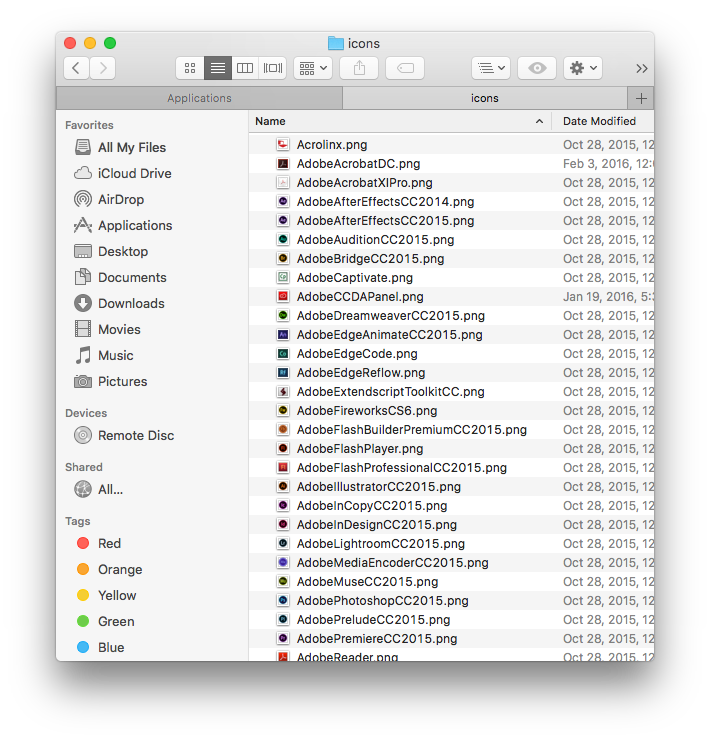 icons
Applications
icons
Favorites
All My Files
iCloud Drive
AirDrop
Applications
Desktop
Documents
Downloads
Movies
Music
Pictures
Devices
Remote Disc
Shared
All...
Tags
Red
Orange
Yellow
Green
Blue
Name Date Modified
Acrolinx.png Oct 28, 2015, 12
AdobeAcrobatDC.png Feb 3, 2016, 12:
AdobeAcrobatXIPro.png Oct 28, 2015, 12
AdobeAfterEffectsCC2014.png Oct 28, 2015, 12
AdobeAfterEffectsCC2015.png Oct 28, 2015, 12
AdobeAuditionCC2015.png Oct 28, 2015, 12
AdobeBridgeCC2015.png Oct 28, 2015, 12
AdobeCaptivate.png Oct 28, 2015, 12
AdobeCCDAPanel.png Jan 19, 2016, 5:
AdobeDreamweaverCC2015.png Oct 28, 2015, 12
AdobeEdgeAnimateCC2015.png Oct 28, 2015, 12
AdobeEdgeCode.png Oct 28, 2015, 12
AdobeEdgeReflow.png Oct 28, 2015, 12
AdobeExtendscriptToolkitCC.png Oct 28, 2015, 12
AdobeFireworksCS6.png Oct 28, 2015, 12
AdobeFlashBuilderPremiumCC2015.png Oct 28, 2015, 12
AdobeFlashPlayer.png Oct 28, 2015, 12
AdobeFlashProfessionalCC2015.png Oct 28, 2015, 12
AdobeIllustratorCC2015.png Oct 28, 2015, 12
AdobeInCopyCC2015.png Oct 28, 2015, 12
AdobeInDesignCC2015.png Oct 28, 2015, 12
AdobeLightroomCC2015.png Oct 28, 2015, 12
AdobeMediaEncoderCC2015.png Oct 28, 2015, 12
AdobeMuseCC2015.png Oct 28, 2015, 12
AdobePhotoshopCC2015.png Oct 28, 2015, 12
AdobePreludeCC2015.png Oct 28, 2015, 12
AdobePremiereCC2015.png Oct 28, 2015, 12
AdobeReader.png Oct 28, 2015, 12